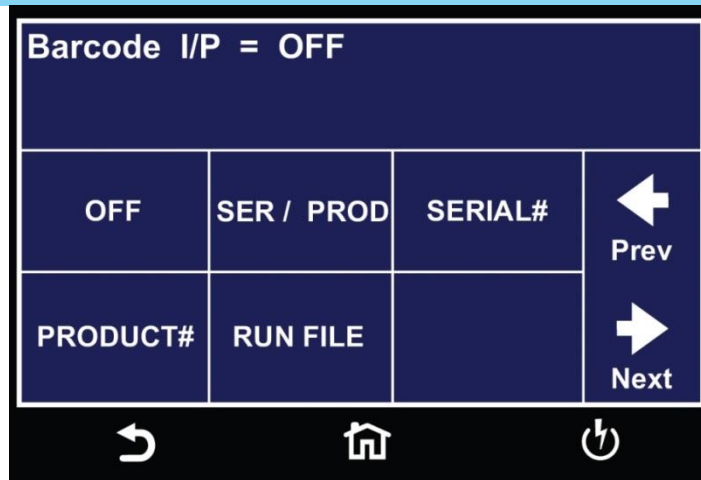 Barcode I/P = OFF
OFF
SER / PROD
SERIAL#
Prev
PRODUCT#
RUN FILE
Next